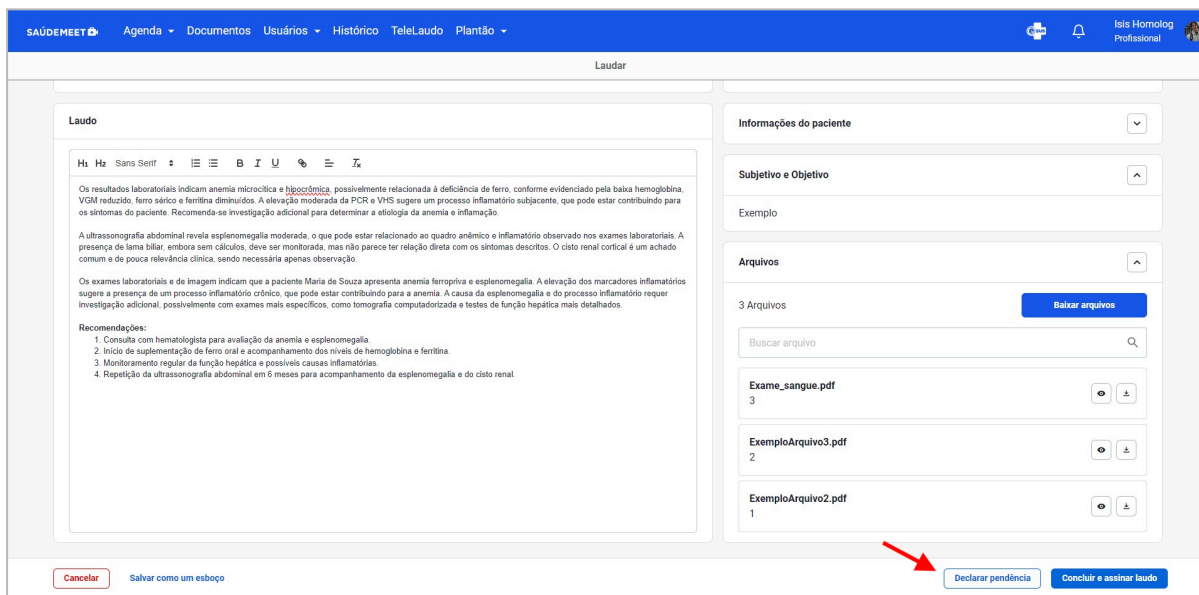 SAÚDEMEET
Agenda Documentos Usuários Histórico TeleLaudo Plantão
e sus
Isis Homolog
Profissional
Laudar
Laudo
H1 H2 Sans Serif B I U Tx
Os resultados laboratoriais indicam anemia microcítica e hipocrômica, possivelmente relacionada à deficiência de ferro, conforme evidenciado pela baixa hemoglobina,
VGM reduzido, ferro sérico e ferritina diminuídos. A elevação moderada da PCR e VHS sugere um processo inflamatório subjacente, que pode estar contribuindo para
os sintomas do paciente. Recomenda-se investigação adicional para determinar a etiologia da anemia e inflamação.
A ultrassonografia abdominal revela esplenomegalia moderada, o que pode estar relacionado ao quadro anêmico e inflamatório observado nos exames laboratoriais. A
presença de lama biliar, embora sem cálculos, deve ser monitorada, mas não parece ter relação direta com os sintomas descritos. O cisto renal cortical é um achado
comum e de pouca relevância clínica, sendo necessária apenas observação.
Os exames laboratoriais e de imagem indicam que a paciente Maria de Souza apresenta anemia ferropriva e esplenomegalia. A elevação dos marcadores inflamatórios
sugere a presença de um processo inflamatório crônico, que pode estar contribuindo para a anemia. A causa da esplenomegalia e do processo inflamatório requer
investigação adicional, possivelmente com exames mais específicos, como tomografia computadorizada e testes de função hepática mais detalhados.
Recomendações:
1. Consulta com hematologista para avaliação da anemia e esplenomegalia.
2. Início de suplementação de ferro oral e acompanhamento dos níveis de hemoglobina e ferritina.
3. Monitoramento regular da função hepática e possíveis causas inflamatórias.
4. Repetição da ultrassonografia abdominal em 6 meses para acompanhamento da esplenomegalia e do cisto renal.
Informações do paciente
Subjetivo e Objetivo
Exemplo
Arquivos
3 Arquivos
Baixar arquivos
Buscar arquivo
Exame_sangue.pdf
3
ExemploArquivo3.pdf
2
ExemploArquivo2.pdf
1
Cancelar
Salvar como um esboço
Declarar pendência
Concluir e assinar laudo